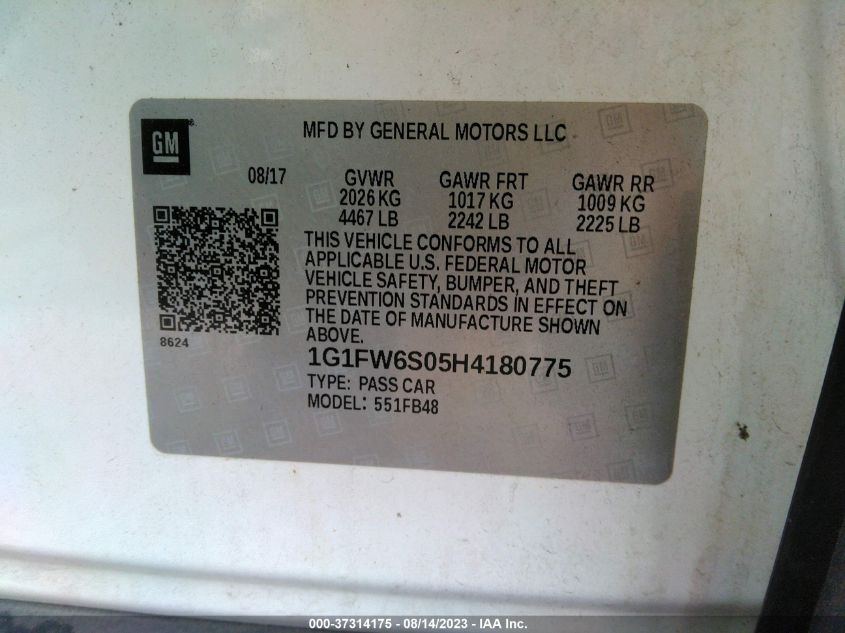 GM
MFD BY GENERAL MOTORS LLC
08/17 GVWR GAWR FRT GAWR RR
2026 KG 1017 KG 1009 KG
4467 LB 2242 LB 2225 LB
THIS VEHICLE CONFORMS TO ALL
APPLICABLE U.S. FEDERAL MOTOR
VEHICLE SAFETY, BUMPER, AND THEFT
PREVENTION STANDARDS IN EFFECT ON
THE DATE OF MANUFACTURE SHOWN
ABOVE.
8624
1G1FW6S05H4180775
TYPE: PASS CAR
MODEL: 551FB48
000-37314175 - 08/14/2023 - IAA Inc.